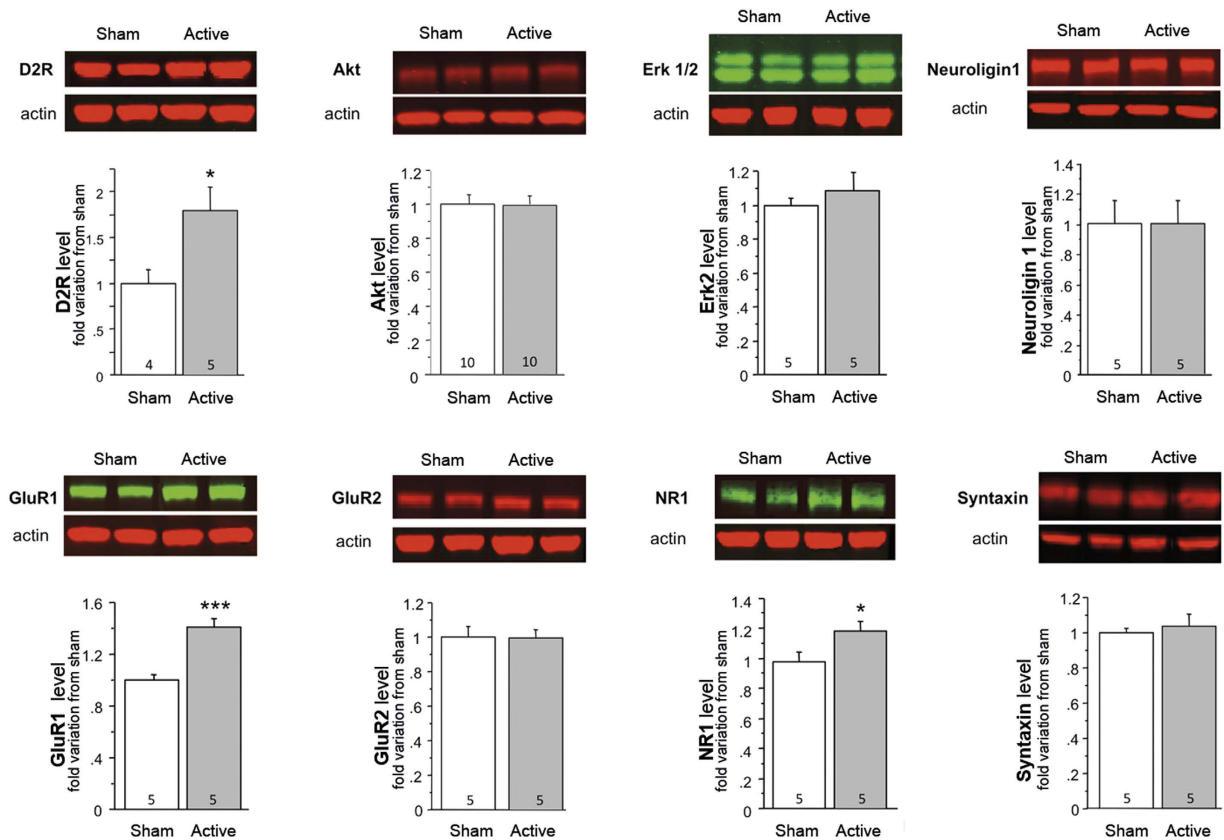 Sham Active
D2R
actin
D2R level
fold variation from sham
2
1.5
1
.5
0
*
4 5
Sham Active
Sham Active
Akt
actin
Akt level
fold variation from sham
1.2
1
.8
.6
.4
.2
0
10 10
Sham Active
Sham Active
Erk 1/2
actin
Erk2 level
fold variation from sham
1.2
1
.8
.6
.4
.2
0
5 5
Sham Active
Sham Active
Neuroligin1
actin
Neuroligin 1 level
fold variation from sham
1.4
1.2
1
.8
.6
.4
.2
0
5 5
Sham Active
Sham Active
GluR1
actin
GluR1 level
fold variation from sham
1.6
1.2
.8
.4
0
***
5 5
Sham Active
Sham Active
GluR2
actin
GluR2 level
fold variation from sham
1.2
1
.8
.6
.4
.2
0
5 5
Sham Active
Sham Active
NR1
actin
NR1 level
fold variation from sham
1.4
1.2
1
.8
.6
.4
.2
0
*
5 5
Sham Active
Sham Active
Syntaxin
actin
Syntaxin level
fold variation from sham
1.2
1
.8
.6
.4
.2
0
5 5
Sham Active